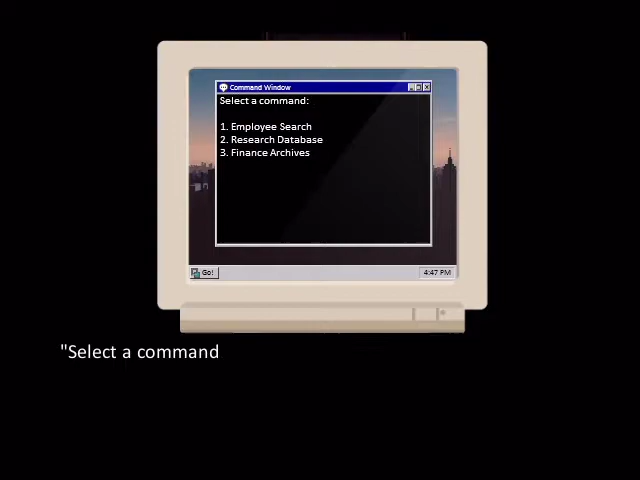 Command Window
Select a command:
1. Employee Search
2. Research Database
3. Finance Archives
Go!
4:47 PM
"Select a command